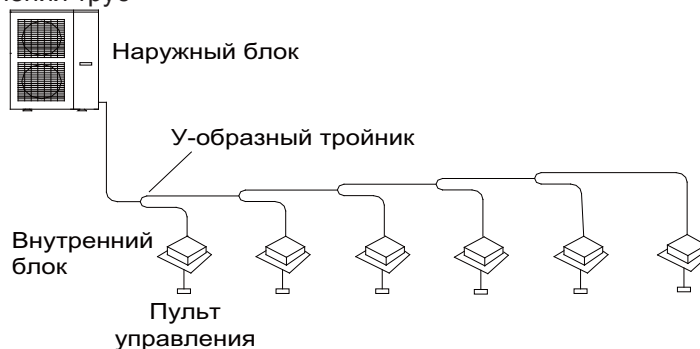 Наружный блок
У-образный тройник
Внутренний
блок
Пульт
управления